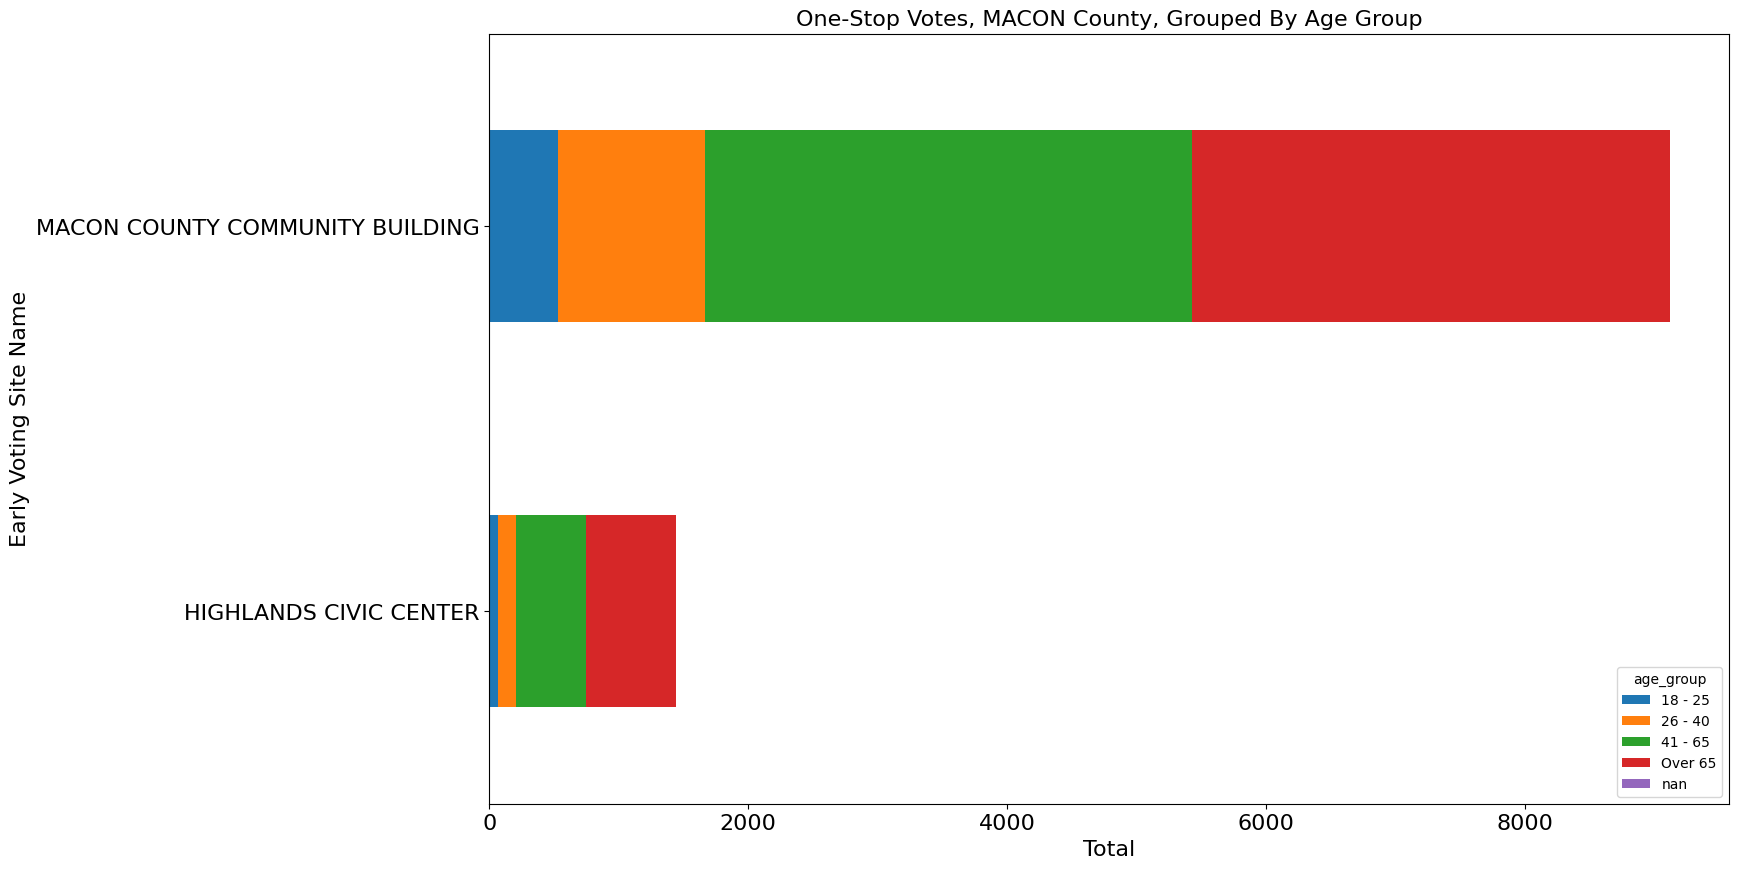 One-Stop Votes, MACON County, Grouped By Age Group
Early Voting Site Name
MACON COUNTY COMMUNITY BUILDING
HIGHLANDS CIVIC CENTER
age_group
18 - 25
26 - 40
41 - 65
Over 65
nan
0 2000 4000 6000 8000
Total